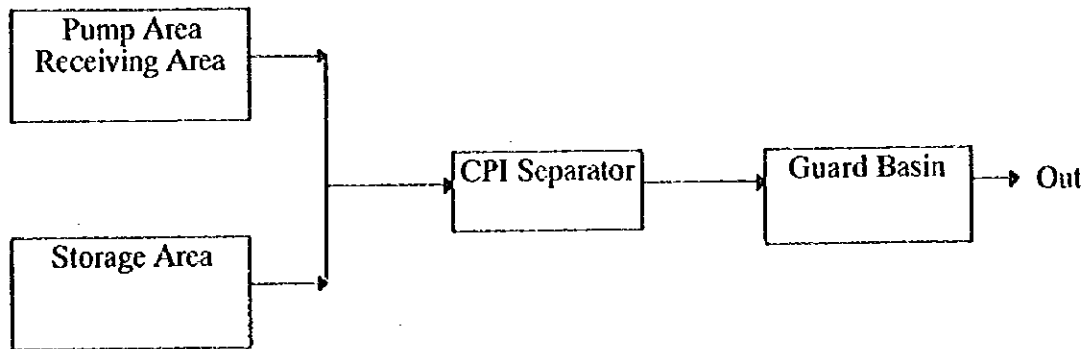 Pump Area
Receiving Area
CPI Separator
Guard Basin
Out
Storage Area